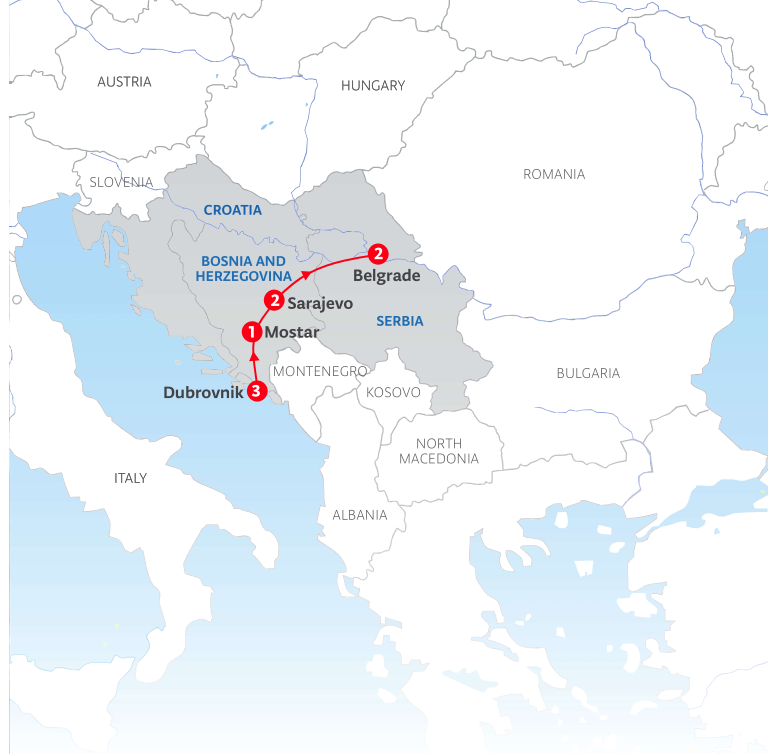 AUSTRIA
HUNGARY
ROMANIA
SLOVENIA
CROATIA
BOSNIA AND
HERZEGOVINA
2
Belgrade
2 Sarajevo
SERBIA
1 Mostar
MONTENEGRO
BULGARIA
KOSOVO
Dubrovnik 3
NORTH
MACEDONIA
ITALY
ALBANIA